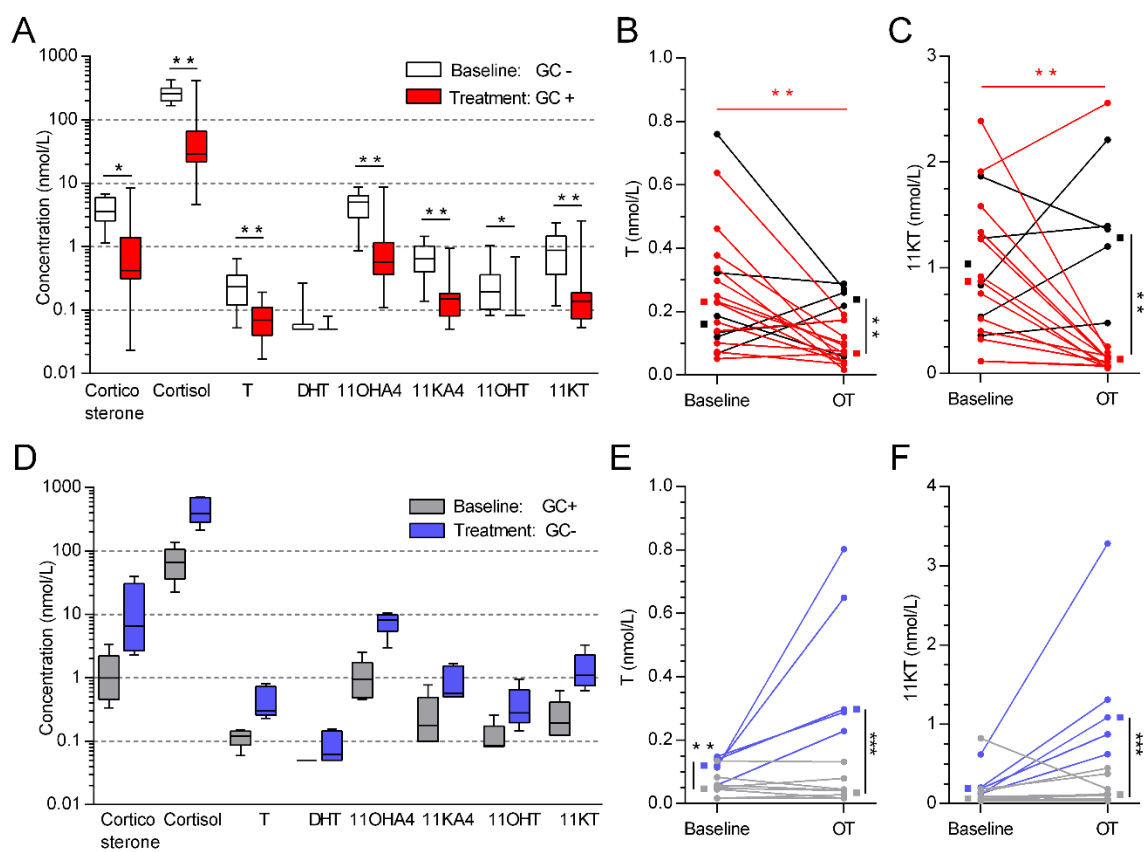 A
Concentration (nmol/L)
1000
100
10
1
0.1
0.01
Baseline: GC -
Treatment: GC +
* ** ** ** ** * **
Cortico Cortisol T DHT 11OHA4 11KA4 11OHT 11KT
sterone
B
T (nmol/L)
1.0
0.8
0.6
0.4
0.2
0.0
* *
* *
Baseline OT
C
11KT (nmol/L)
3
2
1
0
* *
* *
Baseline OT
D
Concentration (nmol/L)
1000
100
10
1
0.1
0.01
Baseline: GC+
Treatment: GC-
Cortico Cortisol T DHT 11OHA4 11KA4 11OHT 11KT
sterone
E
T (nmol/L)
1.0
0.8
0.6
0.4
0.2
0.0
* *
***
Baseline OT
F
11KT (nmol/L)
4
3
2
1
0
***
Baseline OT